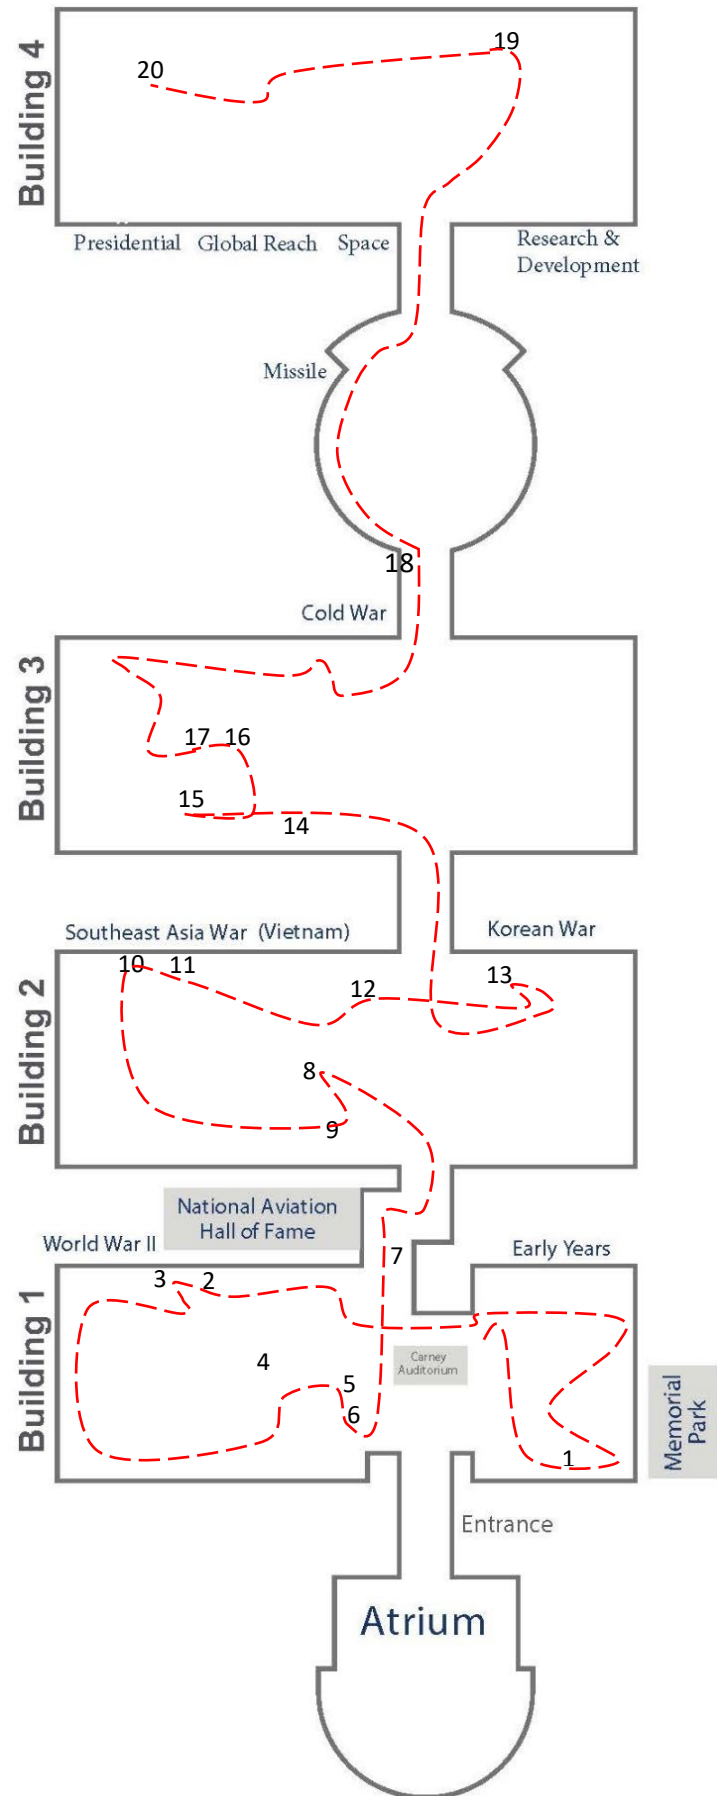 Building 4
19
20
Presidential
Global Reach
Space
Research &
Development
Missile
18
Cold War
Building 3
17
16
15
14
Southeast Asia War (Vietnam)
Korean War
Building 2
10
11
12
13
8
9
National Aviation
Hall of Fame
World War II
7
Early Years
Building 1
3
2
4
5
6
Carney
Auditorium
1
Memorial
Park
Entrance
Atrium